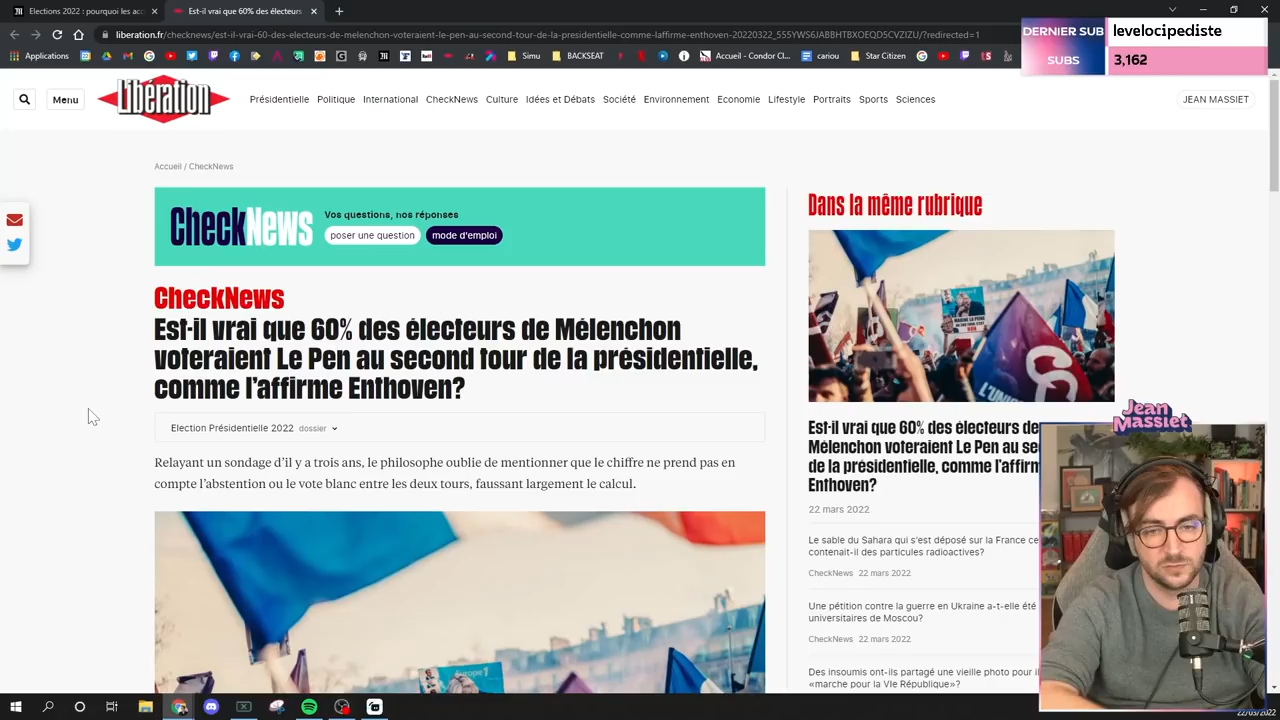 Elections 2022 : pourquoi les acc
Est-il vrai que 60% des électeurs
liberation.fr/checknews/est-il-vrai-60-des-electeurs-de-melenchon-voteraient-le-pen-au-second-tour-de-la-presidentielle-comme-laffirme-enthoven-20220322_555YWS6JABBHTBXOEQD5CVZIZU/?redirected=1
Applications
Simu
BACKSEAT
Accueil - Condor Cl...
cariou
Star Citizen
DERNIER SUB
levelocipediste
SUBS
3,162
Menu
Libération
Présidentielle
Politique
International
CheckNews
Culture
Idées et Débats
Société
Environnement
Economie
Lifestyle
Portraits
Sports
Sciences
JEAN MASSIET
Accueil / CheckNews
CheckNews
Vos questions, nos réponses
poser une question
mode d'emploi
CheckNews
Est-il vrai que 60% des électeurs de Mélenchon
voteraient Le Pen au second tour de la présidentielle,
comme l'affirme Enthoven?
Election Présidentielle 2022 dossier
Relayant un sondage d'il y a trois ans, le philosophe oublie de mentionner que le chiffre ne prend pas en
compte l'abstention ou le vote blanc entre les deux tours, faussant largement le calcul.
Europe 1
Dans la même rubrique
Est-il vrai que 60% des électeurs de
Mélenchon voteraient Le Pen au se
de la présidentielle, comme l'affirm
Enthoven?
22 mars 2022
Le sable du Sahara qui s'est déposé sur la France ce
contenait-il des particules radioactives?
CheckNews 22 mars 2022
Une pétition contre la guerre en Ukraine a-t-elle été
universitaires de Moscou?
CheckNews 22 mars 2022
Des insoumis ont-ils partagé une vieille photo pour il
«marche pour la VIe République»?
Jean
Massiet
22/03/2022